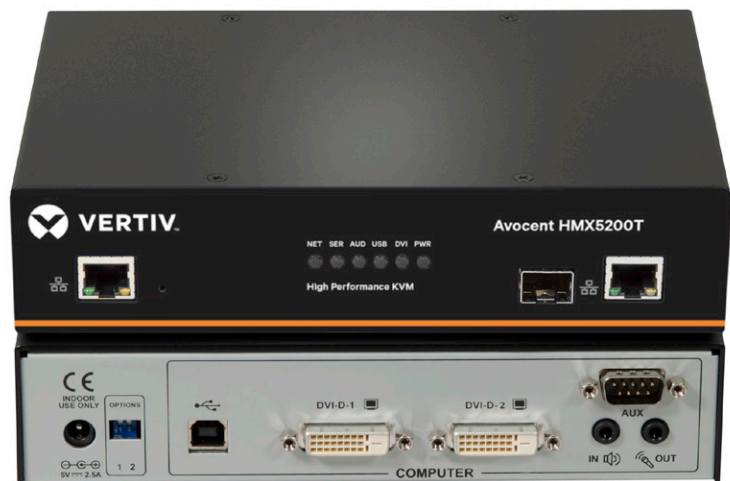 VERTIV™
Avocent HMX5200T
NET SER AUD USB DVI PWR
High Performance KVM
CE
INDOOR
USE ONLY
OPTIONS
1 2
5V 2.5A
DVI-D-1
DVI-D-2
AUX
IN
OUT
COMPUTER